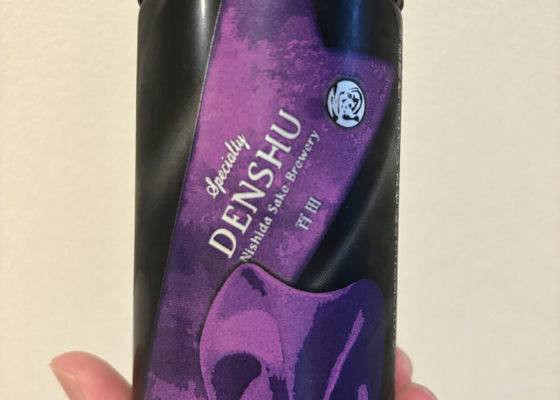 Specialty
DENSHU
Nishida Sake Brewery
百田